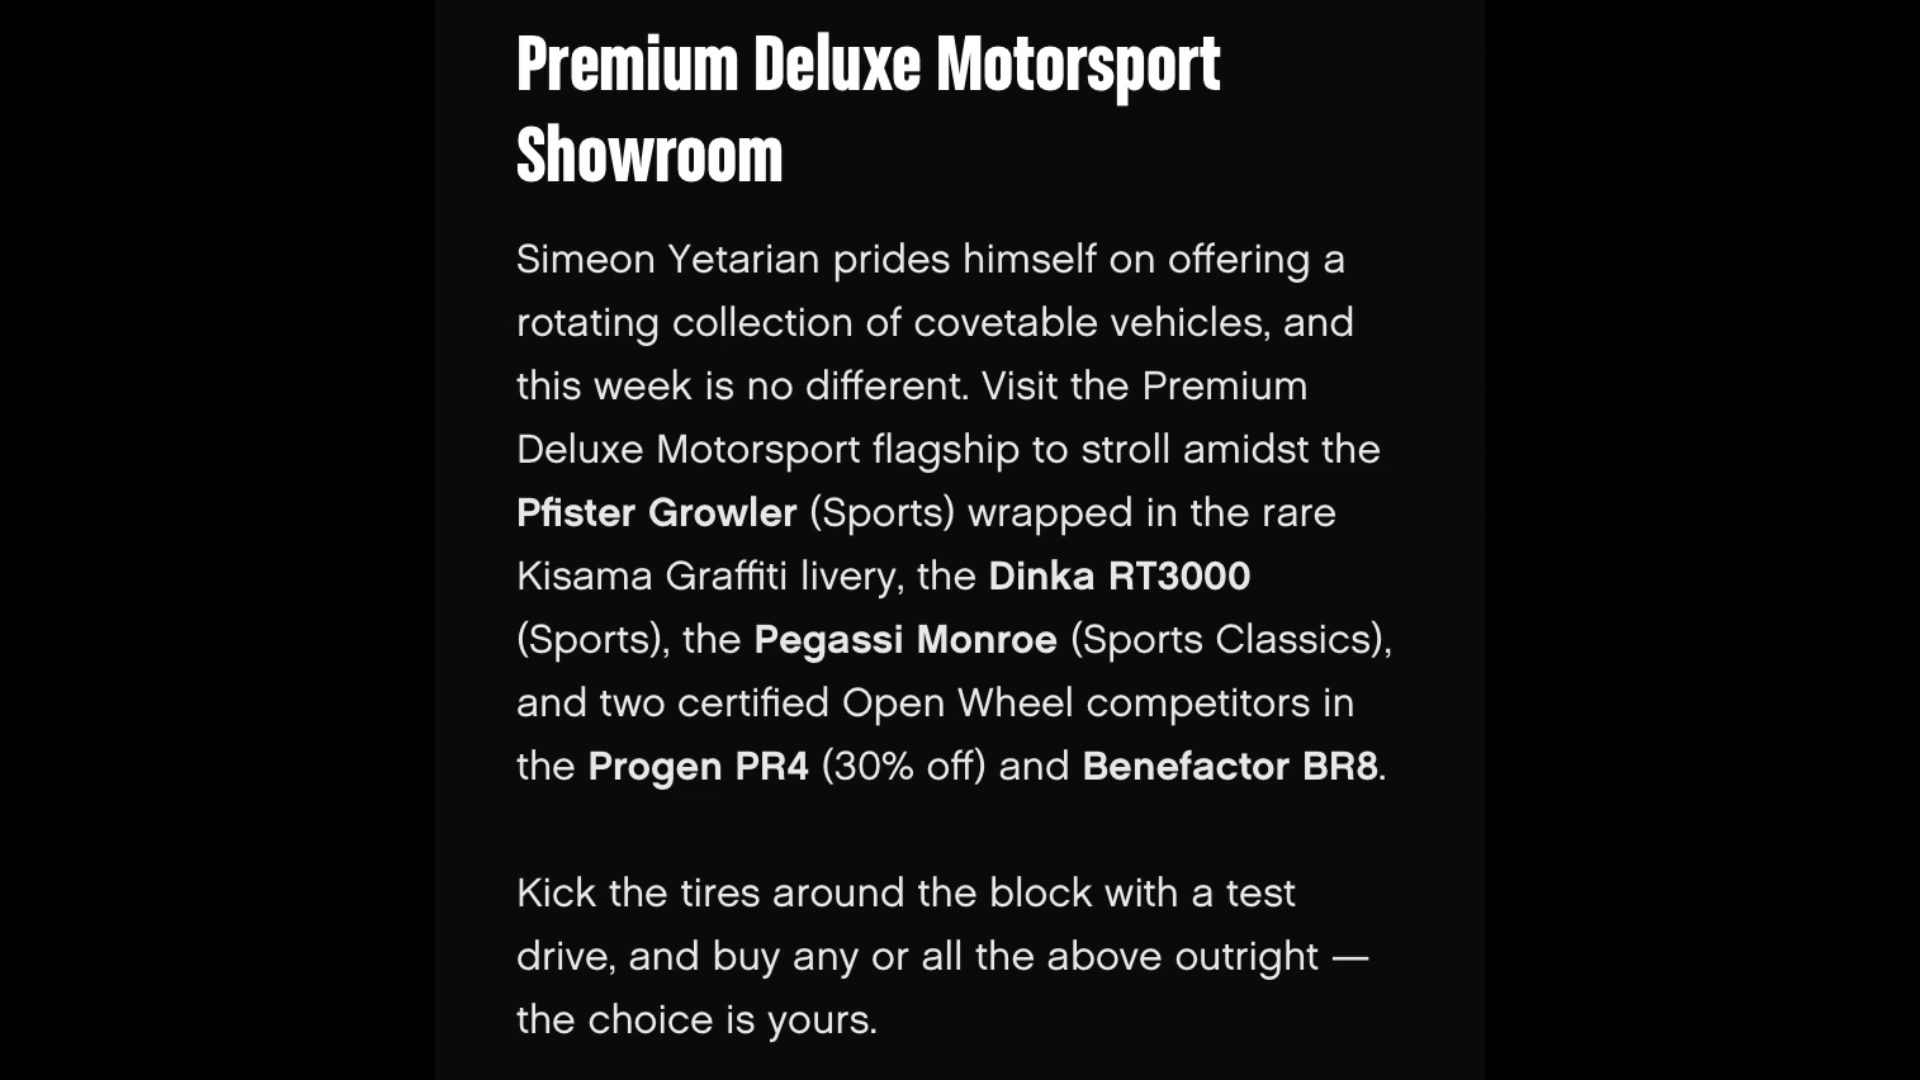 Premium Deluxe Motorsport
Showroom
Simeon Yetarian prides himself on offering a
rotating collection of covetable vehicles, and
this week is no different. Visit the Premium
Deluxe Motorsport flagship to stroll amidst the
Pfister Growler (Sports) wrapped in the rare
Kisama Graffiti livery, the Dinka RT3000
(Sports), the Pegassi Monroe (Sports Classics),
and two certified Open Wheel competitors in
the Progen PR4 (30% off) and Benefactor BR8.
Kick the tires around the block with a test
drive, and buy any or all the above outright —
the choice is yours.